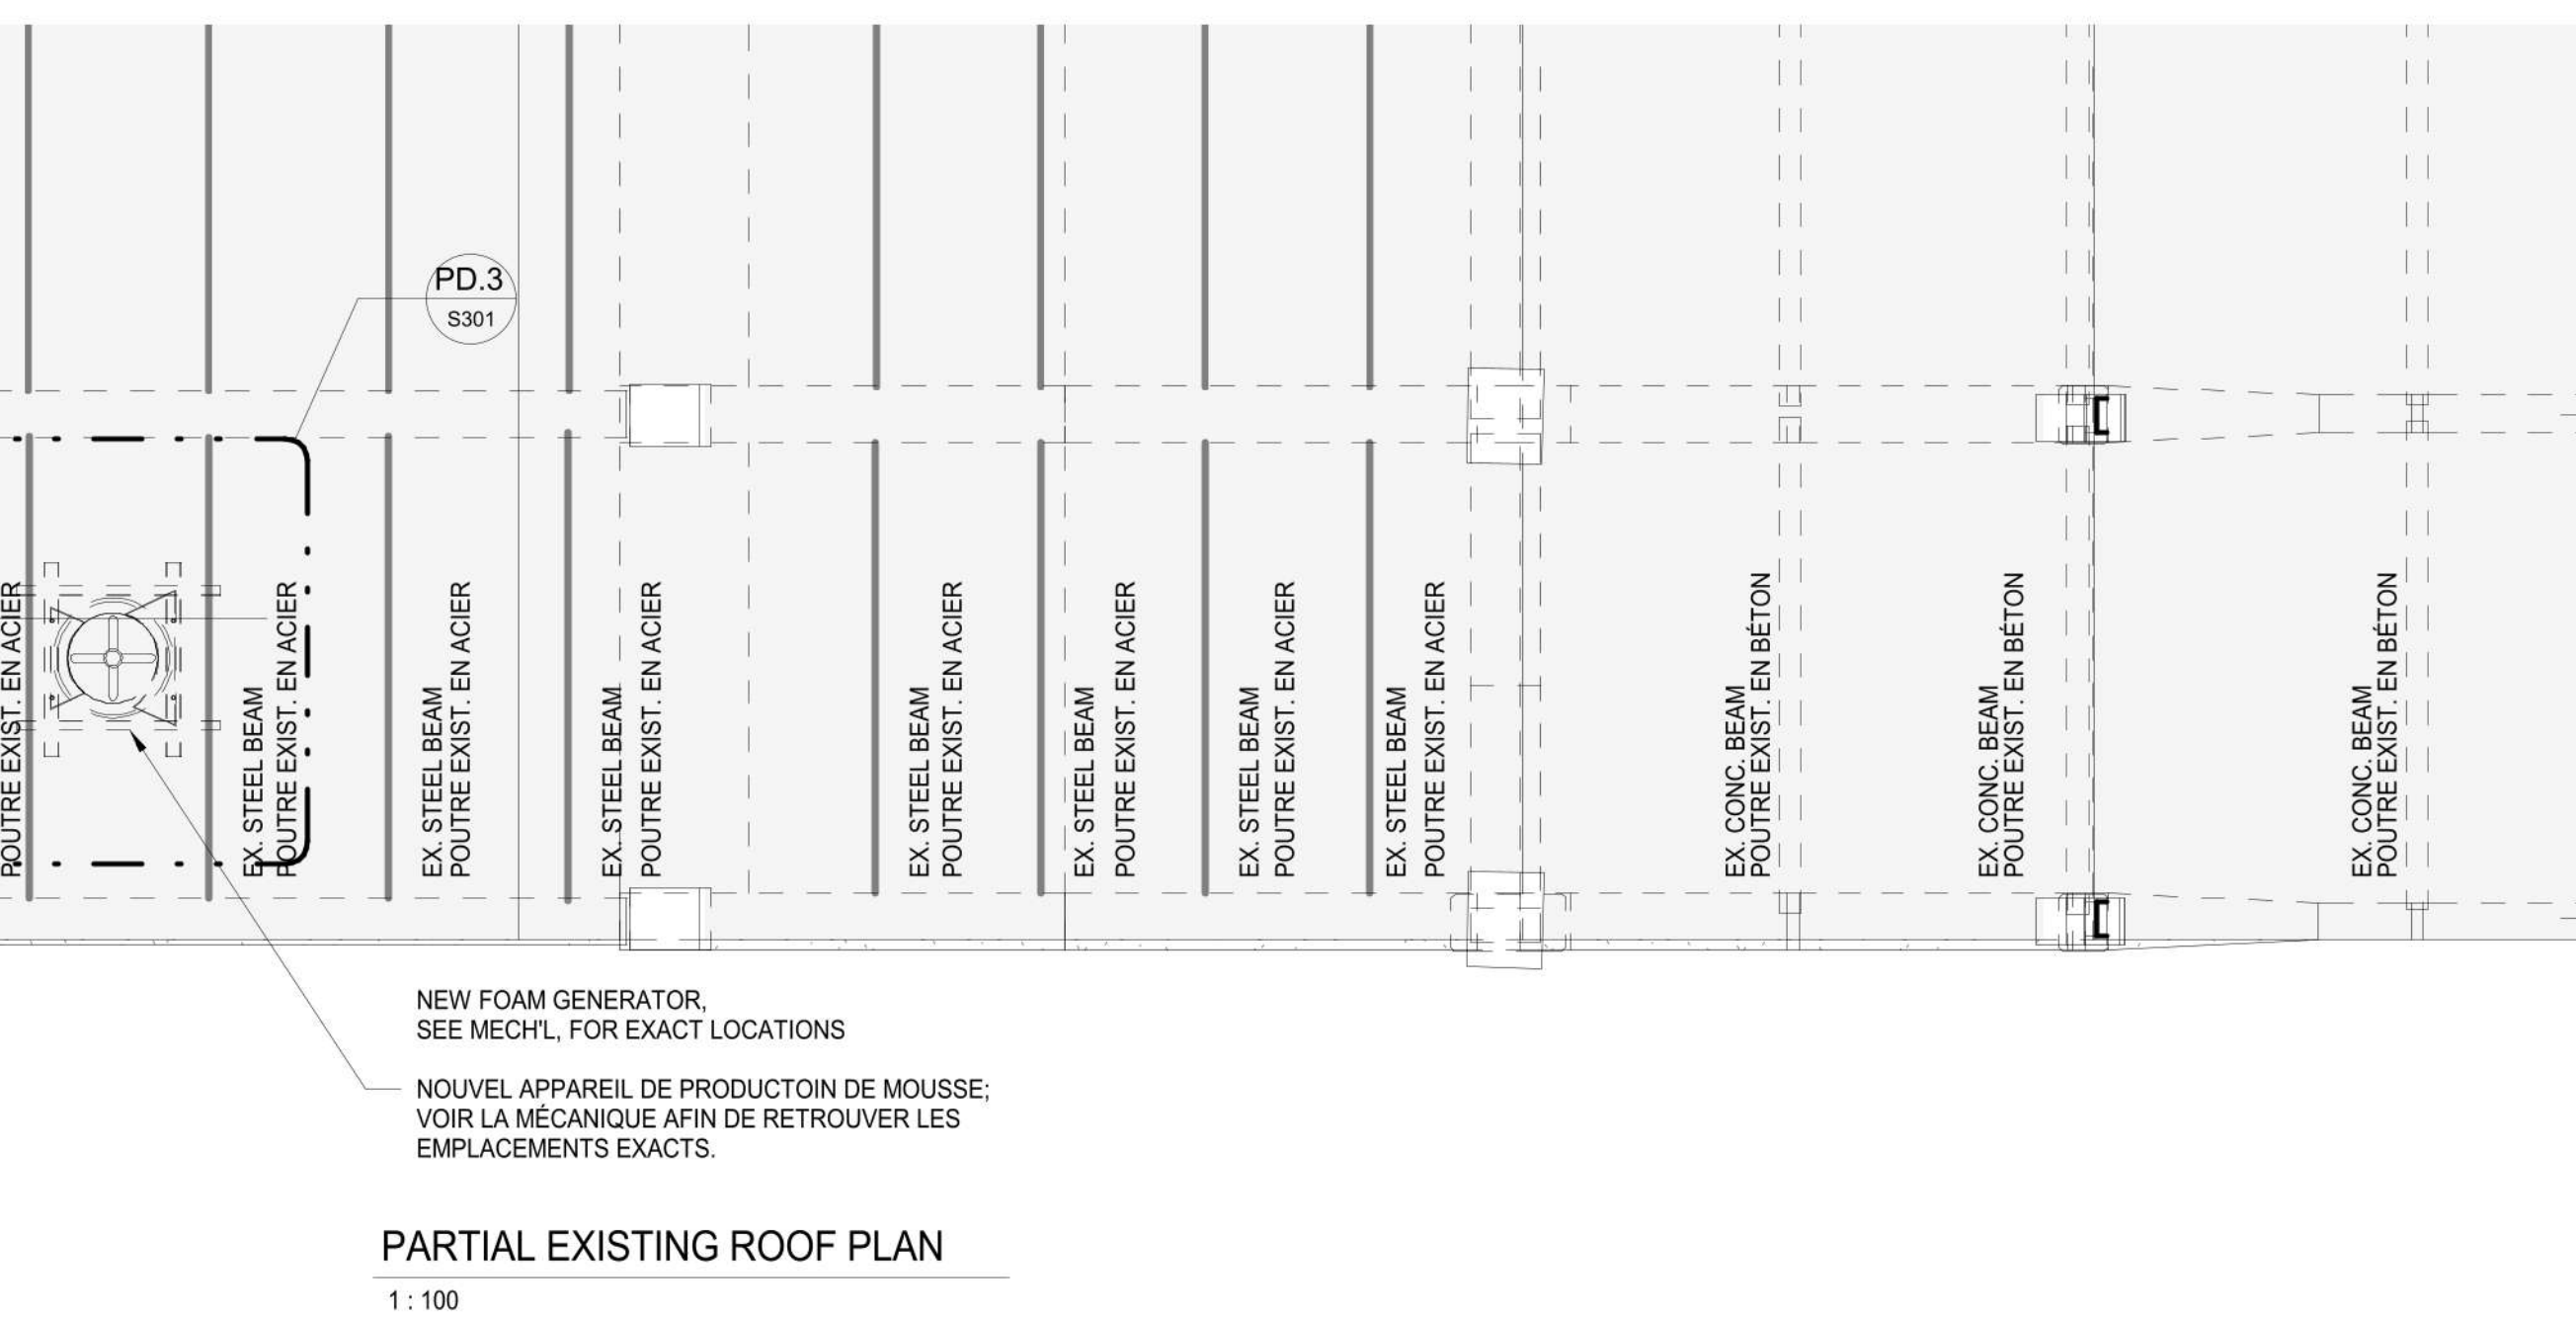 PD.3
S301
POUTRE EXIST. EN ACIER
EX. STEEL BEAM
POUTRE EXIST. EN ACIER
EX. STEEL BEAM
POUTRE EXIST. EN ACIER
EX. STEEL BEAM
POUTRE EXIST. EN ACIER
EX. STEEL BEAM
POUTRE EXIST. EN ACIER
EX. STEEL BEAM
POUTRE EXIST. EN ACIER
EX. STEEL BEAM
POUTRE EXIST. EN ACIER
EX. STEEL BEAM
POUTRE EXIST. EN ACIER
EX. CONC. BEAM
POUTRE EXIST. EN BÉTON
EX. CONC. BEAM
POUTRE EXIST. EN BÉTON
EX. CONC. BEAM
POUTRE EXIST. EN BÉTON
NEW FOAM GENERATOR,
SEE MECH'L, FOR EXACT LOCATIONS
NOUVEL APPAREIL DE PRODUCTOIN DE MOUSSE;
VOIR LA MÉCANIQUE AFIN DE RETROUVER LES
EMPLACEMENTS EXACTS.
PARTIAL EXISTING ROOF PLAN
1 : 100